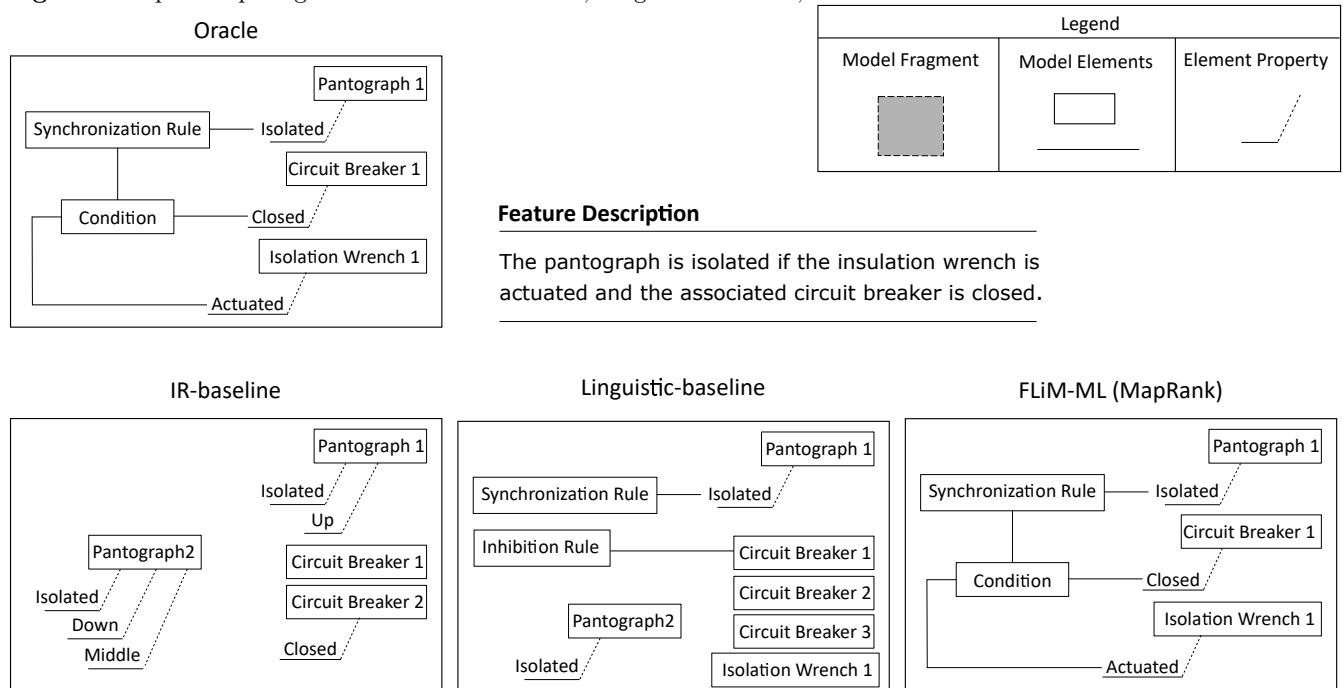 Oracle
Pantograph 1
Synchronization Rule
Isolated
Circuit Breaker 1
Condition
Closed
Isolation Wrench 1
Actuated
Legend
Model Fragment
Model Elements
Element Property
Feature Description
The pantograph is isolated if the insulation wrench is
actuated and the associated circuit breaker is closed.
IR-baseline
Pantograph 1
Isolated
Up
Pantograph2
Circuit Breaker 1
Isolated
Circuit Breaker 2
Down
Middle
Closed
Linguistic-baseline
Pantograph 1
Synchronization Rule
Isolated
Inhibition Rule
Circuit Breaker 1
Circuit Breaker 2
Pantograph2
Circuit Breaker 3
Isolated
Isolation Wrench 1
FLiM-ML (MapRank)
Pantograph 1
Synchronization Rule
Isolated
Circuit Breaker 1
Condition
Closed
Isolation Wrench 1
Actuated